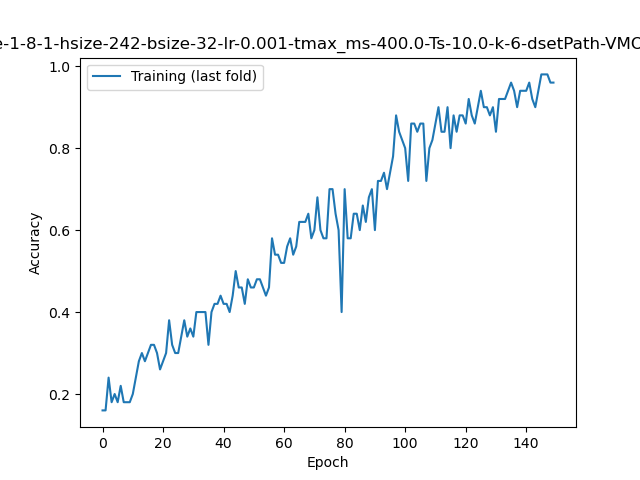 e-1-8-1-hsize-242-bsize-32-lr-0.001-tmax_ms-400.0-Ts-10.0-k-6-dsetPath-VMC
Training (last fold)
1.0
0.8
0.6
0.4
0.2
Accuracy
0 20 40 60 80 100 120 140
Epoch